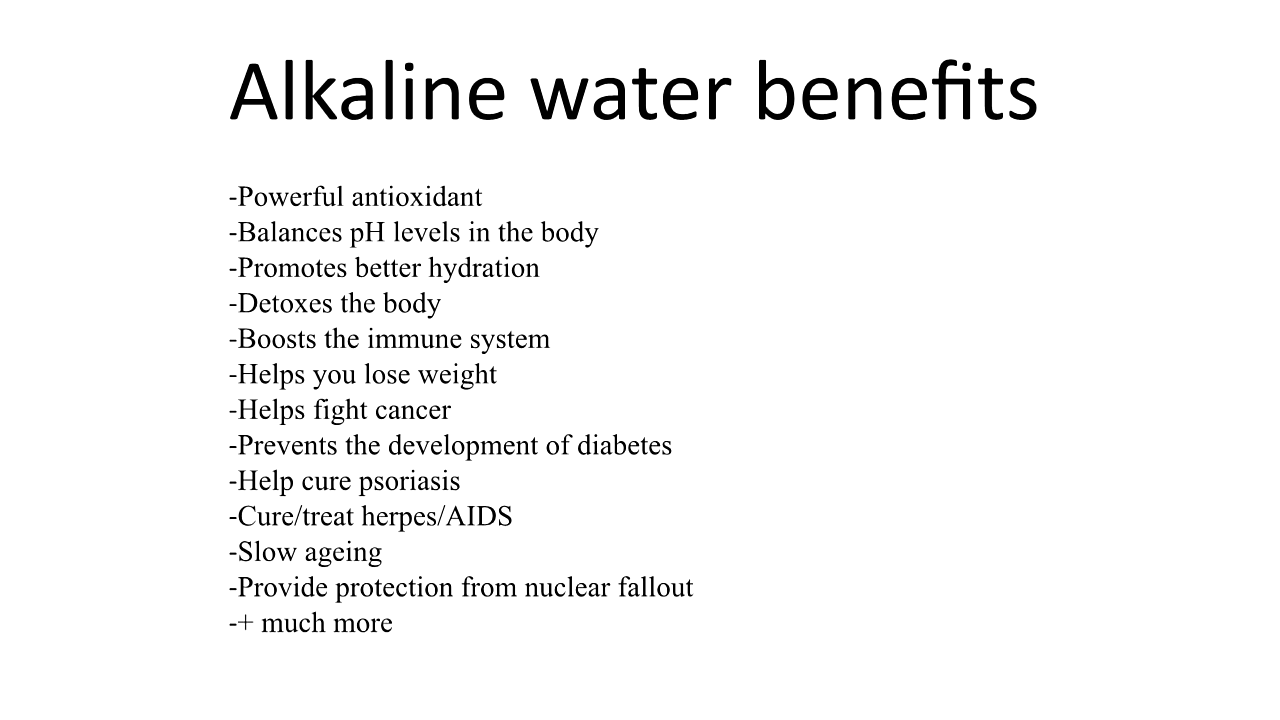 Alkaline water benefits
-Powerful antioxidant
-Balances pH levels in the body
-Promotes better hydration
-Detoxes the body
-Boosts the immune system
-Helps you lose weight
-Helps fight cancer
-Prevents the development of diabetes
-Help cure psoriasis
-Cure/treat herpes/AIDS
-Slow ageing
-Provide protection from nuclear fallout
-+ much more